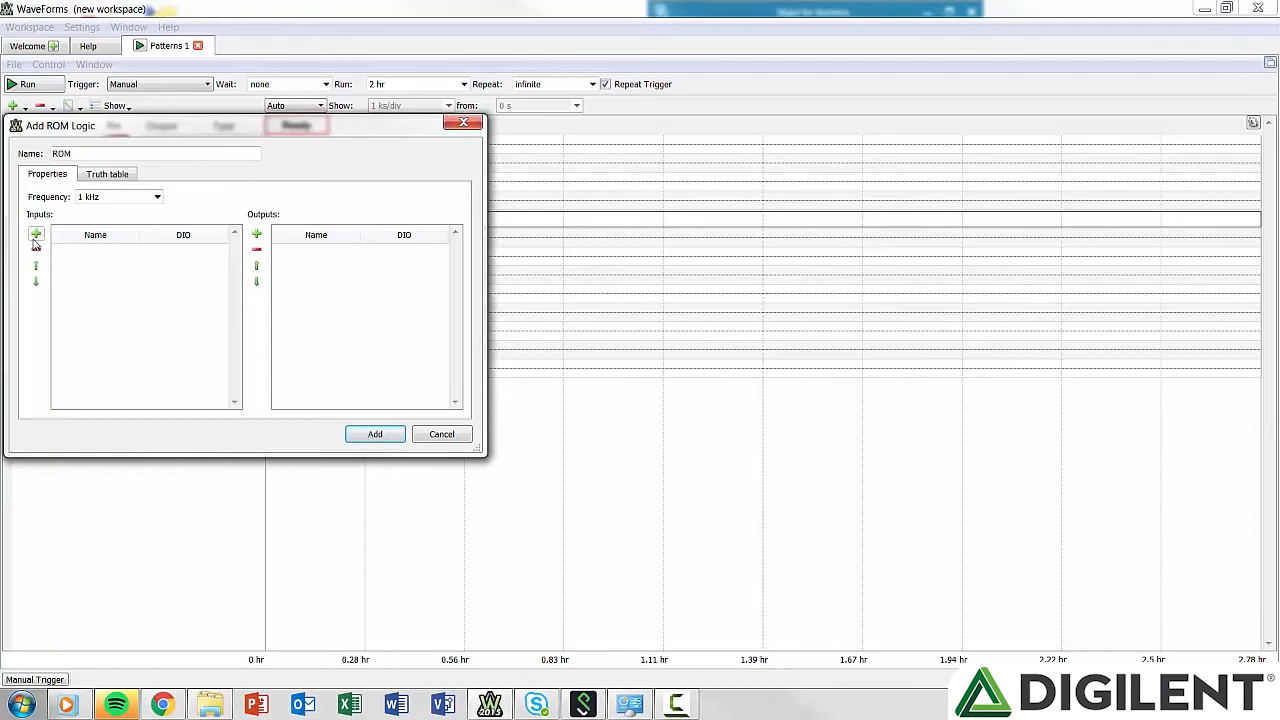 WaveForms (new workspace)
Workspace Settings Window Help
Welcome Help Patterns 1
File Control Window
Run Trigger: Manual Wait: none Run: 2 hr Repeat: infinite Repeat Trigger
Show Auto Show: 1 ks/div from: 0 s
Add ROM Logic Ready
Name: ROM
Properties Truth table
Frequency: 1 kHz
Inputs: Outputs:
Name DIO Name DIO
Add Cancel
0 hr 0.28 hr 0.56 hr 0.83 hr 1.11 hr 1.39 hr 1.67 hr 1.94 hr 2.22 hr 2.5 hr 2.78 hr
Manual Trigger
DIGILENT®